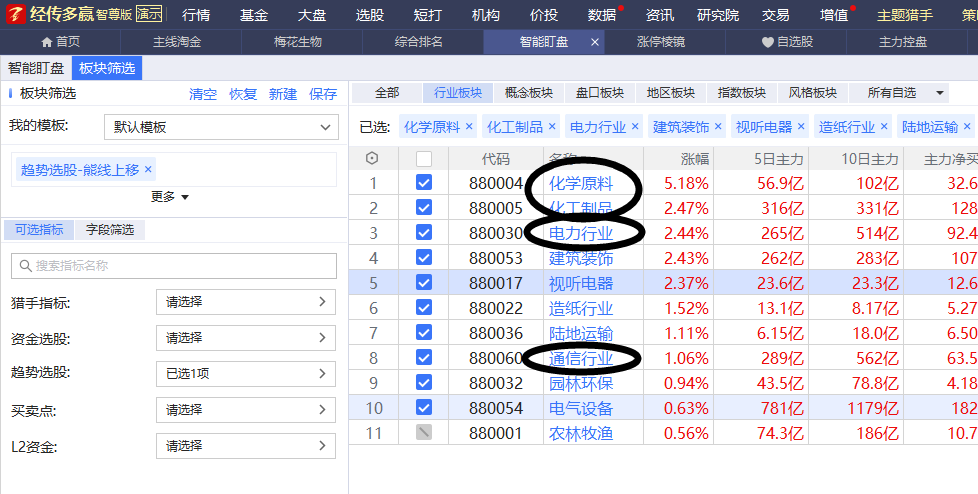 经传多赢 智尊版 演示 行情 基金 大盘 选股 短打 机构 价投 数据 资讯 研究院 交易 增值 主题猎手
首页 主线淘金 梅花生物 综合排名 智能盯盘 × 涨停棱镜 自选股 主力控盘
智能盯盘 板块筛选
板块筛选 清空 恢复 新建 保存
全部 行业板块 概念板块 盘口板块 地区板块 指数板块 风格板块 所有自选
我的模板: 默认模板
已选: 化学原料 × 化工制品 × 电力行业 × 建筑装饰 × 视听电器 × 造纸行业 × 陆地运输 ×
趋势选股-熊线上移 ×
更多
可选指标 字段筛选
搜索指标名称
猎手指标: 请选择
资金选股: 请选择
趋势选股: 已选1项
买卖点: 请选择
L2资金: 请选择
代码 名称 涨幅 5日主力 10日主力 主力净买
1 880004 化学原料 5.18% 56.9亿 102亿 32.6
2 880005 化工制品 2.47% 316亿 331亿 128
3 880030 电力行业 2.44% 265亿 514亿 92.4
4 880053 建筑装饰 2.43% 262亿 283亿 107
5 880017 视听电器 2.37% 23.6亿 23.3亿 12.6
6 880022 造纸行业 1.52% 13.1亿 8.17亿 5.27
7 880036 陆地运输 1.11% 6.15亿 18.0亿 6.50
8 880060 通信行业 1.06% 289亿 562亿 63.5
9 880032 园林环保 0.94% 43.5亿 78.8亿 4.18
10 880054 电气设备 0.63% 781亿 1179亿 182
11 880001 农林牧渔 0.56% 74.3亿 186亿 10.7